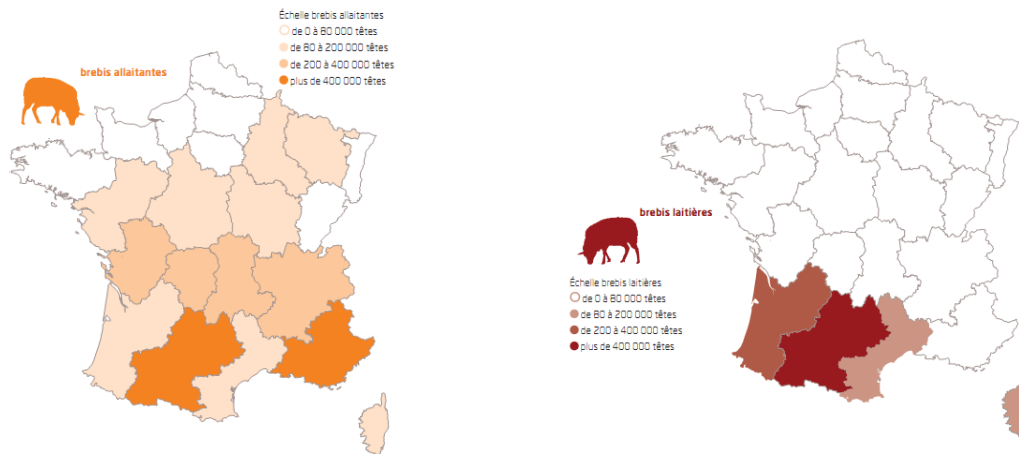 Échelle brebis allaitantes
de 0 à 80 000 têtes
de 80 à 200 000 têtes
de 200 à 400 000 têtes
plus de 400 000 têtes
brebis allaitantes
brebis laitières
Échelle brebis laitières
de 0 à 80 000 têtes
de 80 à 200 000 têtes
de 200 à 400 000 têtes
plus de 400 000 têtes